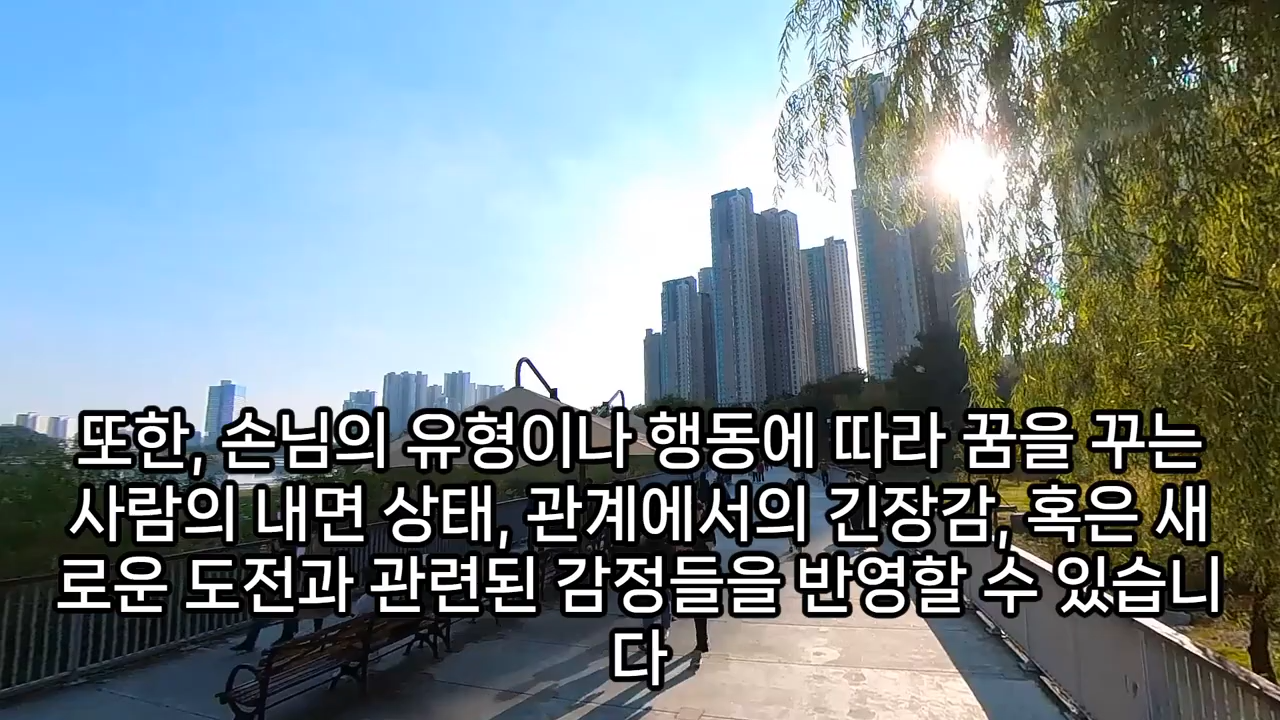 또한, 손님의 유형이나 행동에 따라 꿈을 꾸는
사람의 내면 상태, 관계에서의 긴장감, 혹은 새
로운 도전과 관련된 감정들을 반영할 수 있습니
다